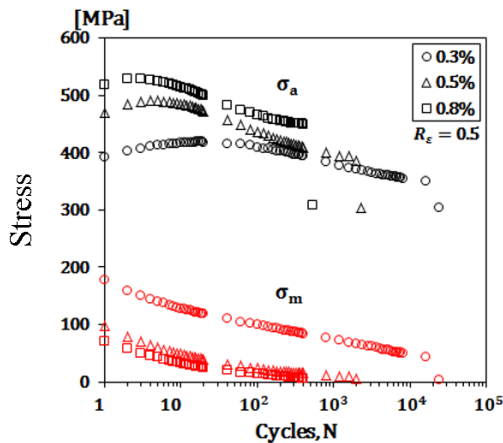 [MPa]
600
500
400
300
200
100
0
Stress
σₐ
σₘ
○ 0.3%
△ 0.5%
□ 0.8%
R_ε = 0.5
1
10
10²
10³
10⁴
10⁵
Cycles, N